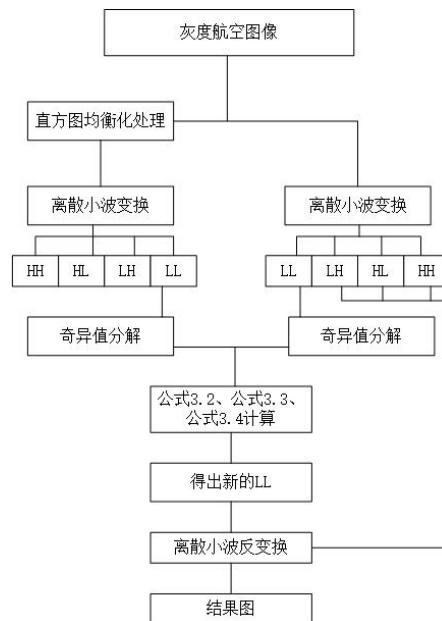 灰度航空图像
直方图均衡化处理
离散小波变换
离散小波变换
HH HL LH LL
LL LH HL HH
奇异值分解
奇异值分解
公式3.2、公式3.3、
公式3.4计算
得出新的LL
离散小波反变换
结果图